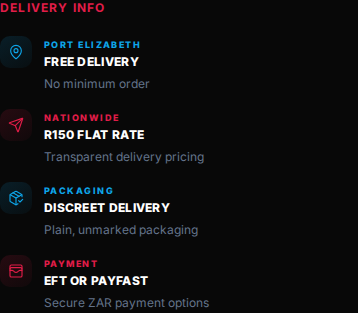 DELIVERY INFO
PORT ELIZABETH
FREE DELIVERY
No minimum order
NATIONWIDE
R150 FLAT RATE
Transparent delivery pricing
PACKAGING
DISCREET DELIVERY
Plain, unmarked packaging
PAYMENT
EFT OR PAYFAST
Secure ZAR payment options